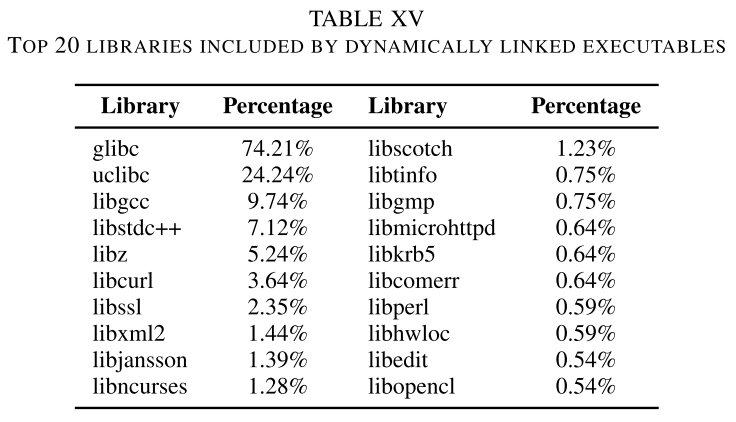 TABLE XV
TOP 20 LIBRARIES INCLUDED BY DYNAMICALLY LINKED EXECUTABLES
Library Percentage Library Percentage
glibc 74.21% libscotch 1.23%
uclibc 24.24% libtinfo 0.75%
libgcc 9.74% libgmp 0.75%
libstdc++ 7.12% libmicrohttpd 0.64%
libz 5.24% libkrb5 0.64%
libcurl 3.64% libcomerr 0.64%
libssl 2.35% libperl 0.59%
libxml2 1.44% libhwloc 0.59%
libjansson 1.39% libedit 0.54%
libncurses 1.28% libopencl 0.54%